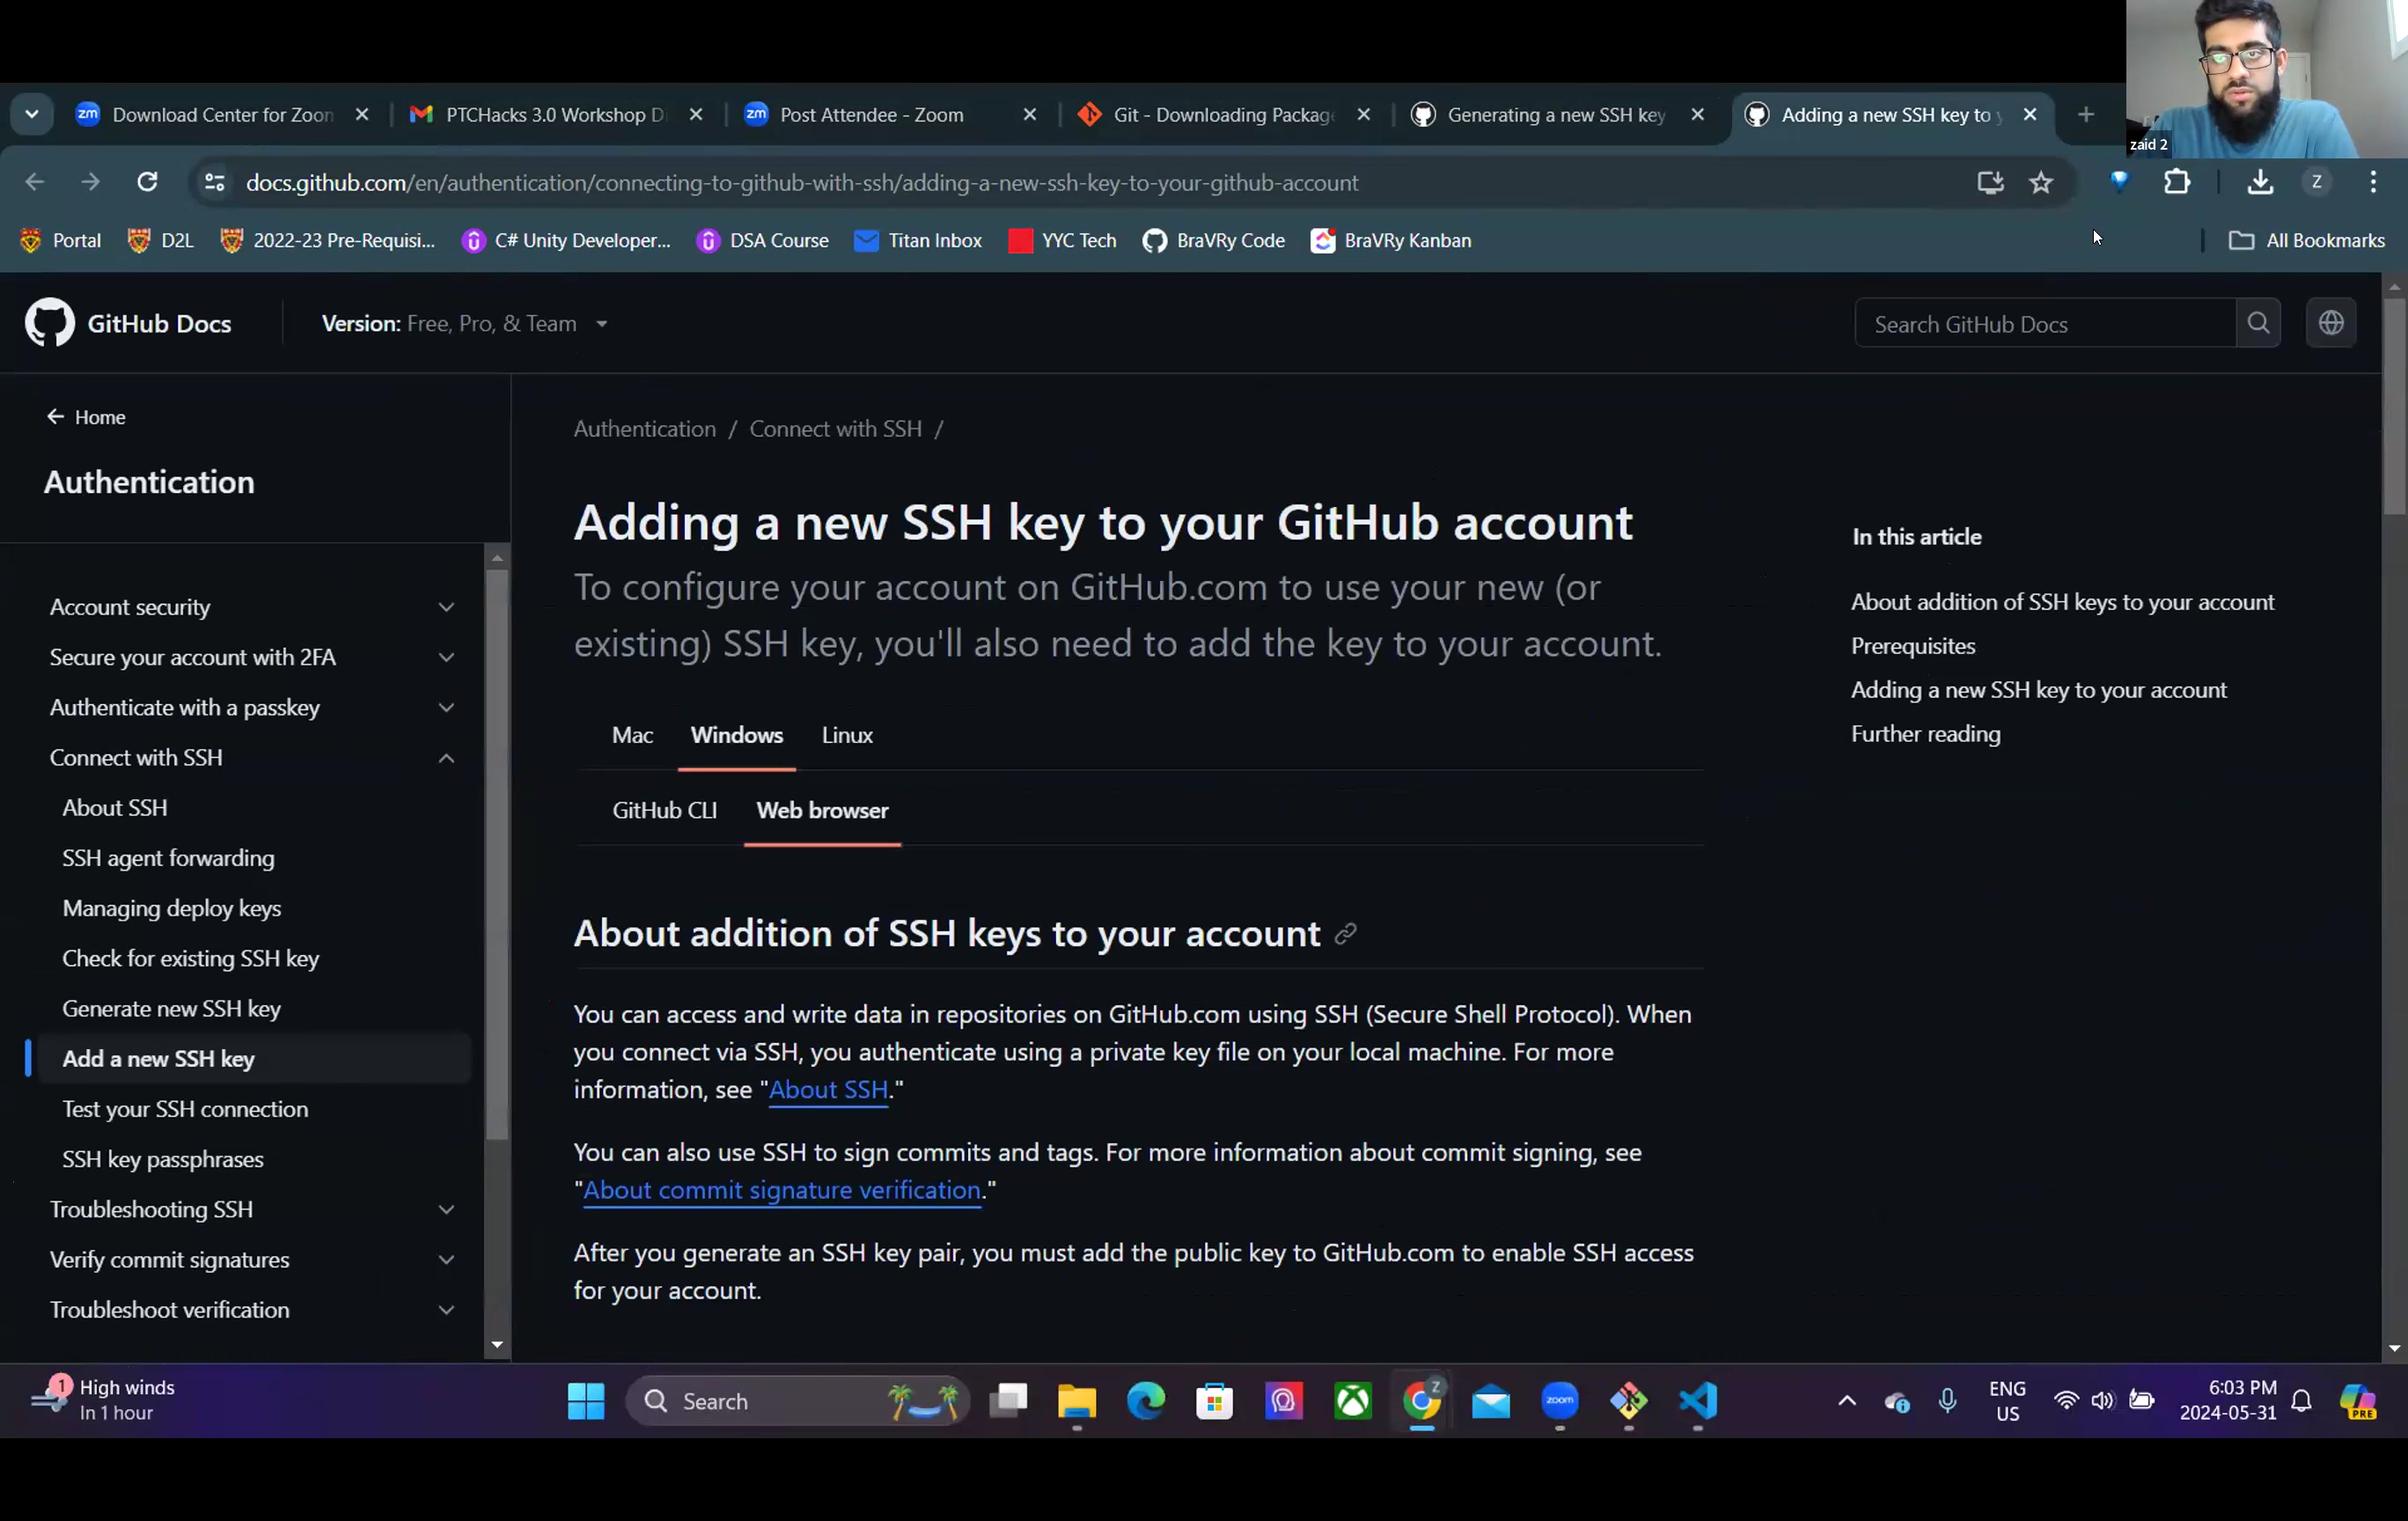 zaid 2
Download Center for Zoon
PTCHacks 3.0 Workshop D
Post Attendee - Zoom
Git - Downloading Package
Generating a new SSH key
Adding a new SSH key to y
docs.github.com/en/authentication/connecting-to-github-with-ssh/adding-a-new-ssh-key-to-your-github-account
Z
Portal
D2L
2022-23 Pre-Requisi...
C# Unity Developer...
DSA Course
Titan Inbox
YYC Tech
BraVRy Code
BraVRy Kanban
All Bookmarks
GitHub Docs
Version: Free, Pro, & Team
Search GitHub Docs
Home
Authentication
Account security
Secure your account with 2FA
Authenticate with a passkey
Connect with SSH
About SSH
SSH agent forwarding
Managing deploy keys
Check for existing SSH key
Generate new SSH key
Add a new SSH key
Test your SSH connection
SSH key passphrases
Troubleshooting SSH
Verify commit signatures
Troubleshoot verification
Authentication / Connect with SSH /
Adding a new SSH key to your GitHub account
To configure your account on GitHub.com to use your new (or
existing) SSH key, you'll also need to add the key to your account.
Mac Windows Linux
GitHub CLI Web browser
About addition of SSH keys to your account
You can access and write data in repositories on GitHub.com using SSH (Secure Shell Protocol). When
you connect via SSH, you authenticate using a private key file on your local machine. For more
information, see "About SSH."
You can also use SSH to sign commits and tags. For more information about commit signing, see
"About commit signature verification."
After you generate an SSH key pair, you must add the public key to GitHub.com to enable SSH access
for your account.
In this article
About addition of SSH keys to your account
Prerequisites
Adding a new SSH key to your account
Further reading
1
High winds
In 1 hour
Search
Z
zoom
ENG
US
6:03 PM
2024-05-31
PRE